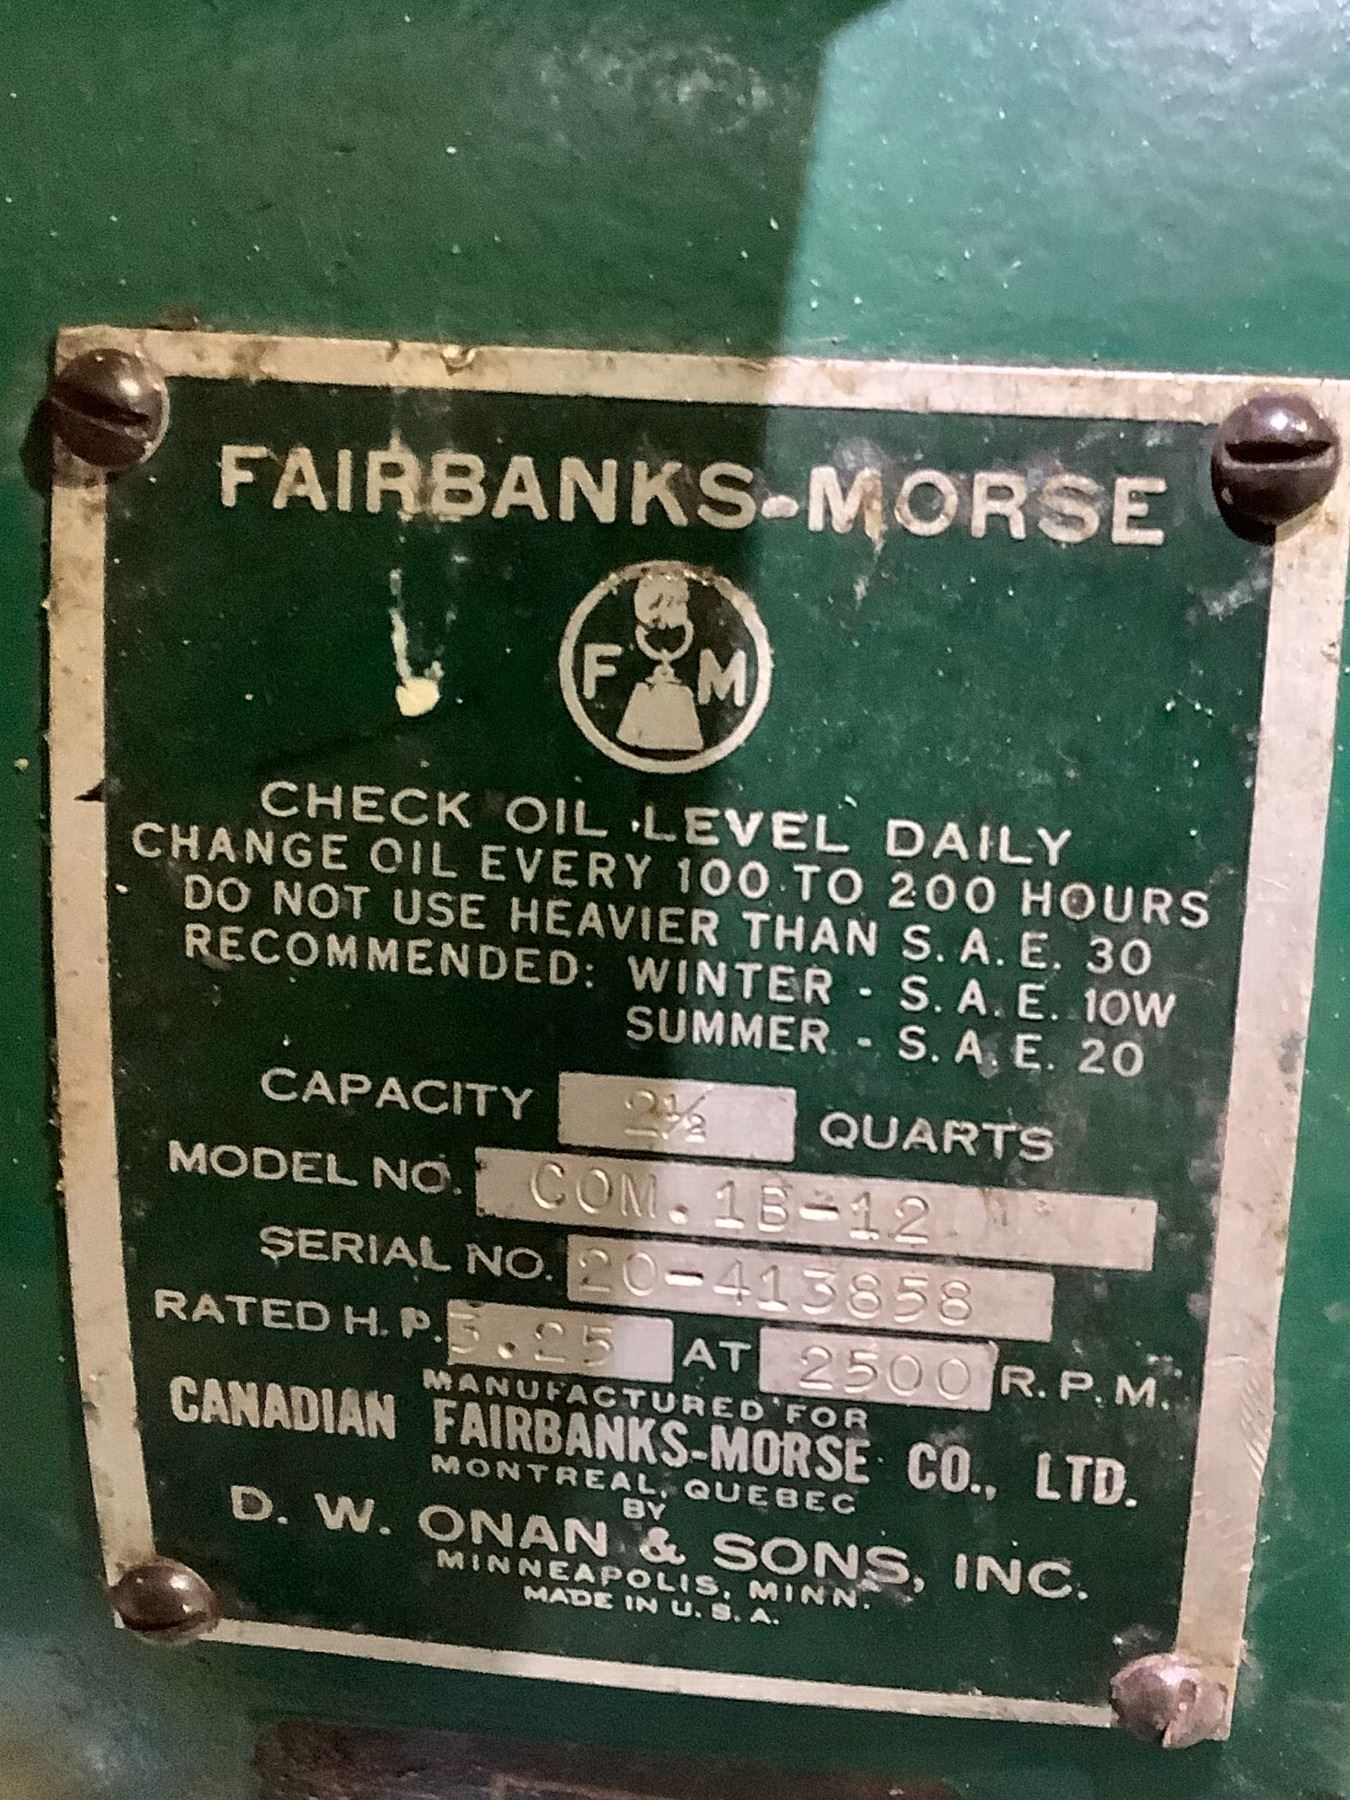 FAIRBANKS-MORSE
F M
CHECK OIL LEVEL DAILY
CHANGE OIL EVERY 100 TO 200 HOURS
DO NOT USE HEAVIER THAN S. A. E. 30
RECOMMENDED: WINTER - S. A. E. 10W
SUMMER - S. A. E. 20
CAPACITY 2½ QUARTS
MODEL NO. COM. 1B-12
SERIAL NO. 20-413858
RATED H. P. 5.25 AT 2500 R. P. M.
MANUFACTURED FOR
CANADIAN FAIRBANKS-MORSE CO., LTD.
MONTREAL, QUEBEC
BY
D. W. ONAN & SONS, INC.
MINNEAPOLIS, MINN.
MADE IN U. S. A.